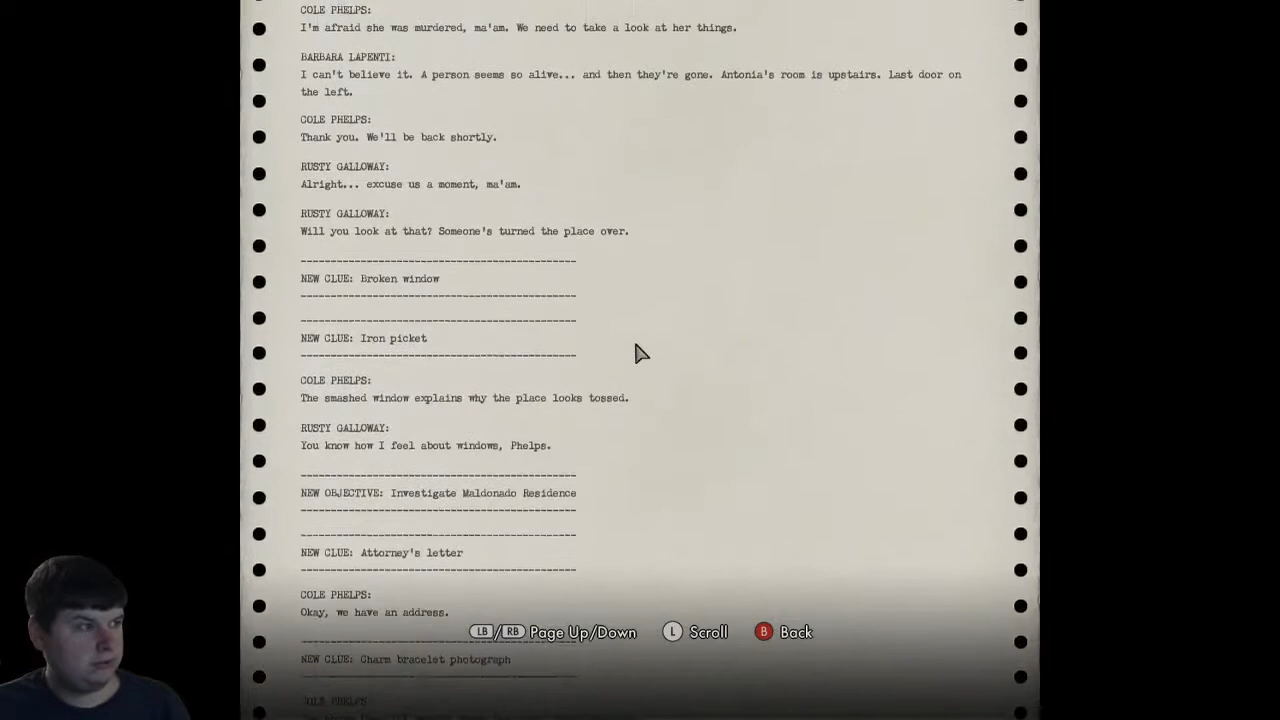 COLE PHELPS:
I'm afraid she was murdered, ma'am. We need to take a look at her things.
BARBARA LAPENTI:
I can't believe it. A person seems so alive... and then they're gone. Antonia's room is upstairs. Last door on
the left.
COLE PHELPS:
Thank you. We'll be back shortly.
RUSTY GALLOWAY:
Alright... excuse us a moment, ma'am.
RUSTY GALLOWAY:
Will you look at that? Someone's turned the place over.
NEW CLUE: Broken window
NEW CLUE: Iron picket
COLE PHELPS:
The smashed window explains why the place looks tossed.
RUSTY GALLOWAY:
You know how I feel about windows, Phelps.
NEW OBJECTIVE: Investigate Maldonado Residence
NEW CLUE: Attorney's letter
COLE PHELPS:
Okay, we have an address.
LB/RB Page Up/Down L Scroll B Back
NEW CLUE: Charm bracelet photograph
COLE PHELPS: